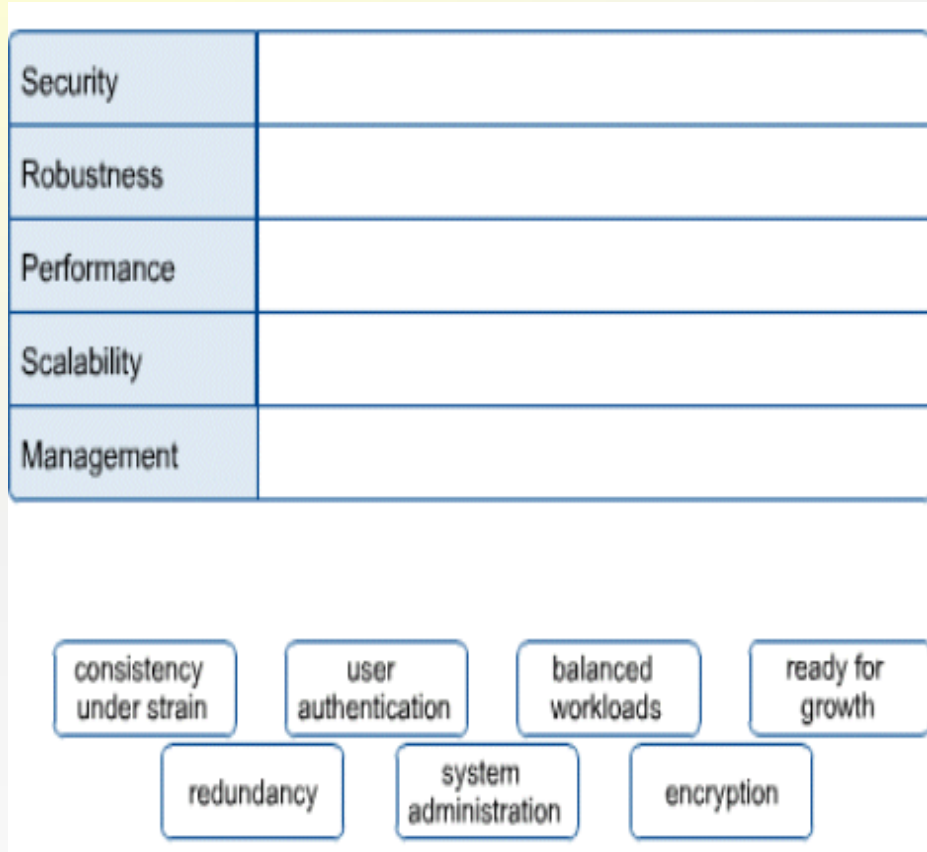 Security
Robustness
Performance
Scalability
Management
consistency
under strain
user
authentication
balanced
workloads
ready for
growth
redundancy
system
administration
encryption